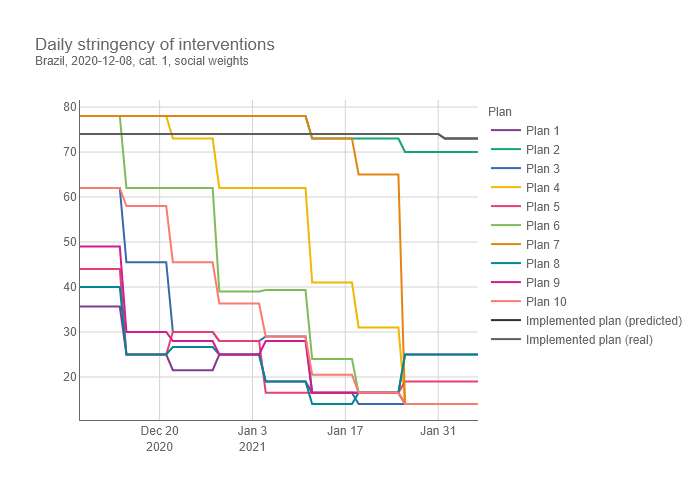 Daily stringency of interventions
Brazil, 2020-12-08, cat. 1, social weights
80
70
60
50
40
30
20
Dec 20
2020
Jan 3
2021
Jan 17
Jan 31
Plan
Plan 1
Plan 2
Plan 3
Plan 4
Plan 5
Plan 6
Plan 7
Plan 8
Plan 9
Plan 10
Implemented plan (predicted)
Implemented plan (real)